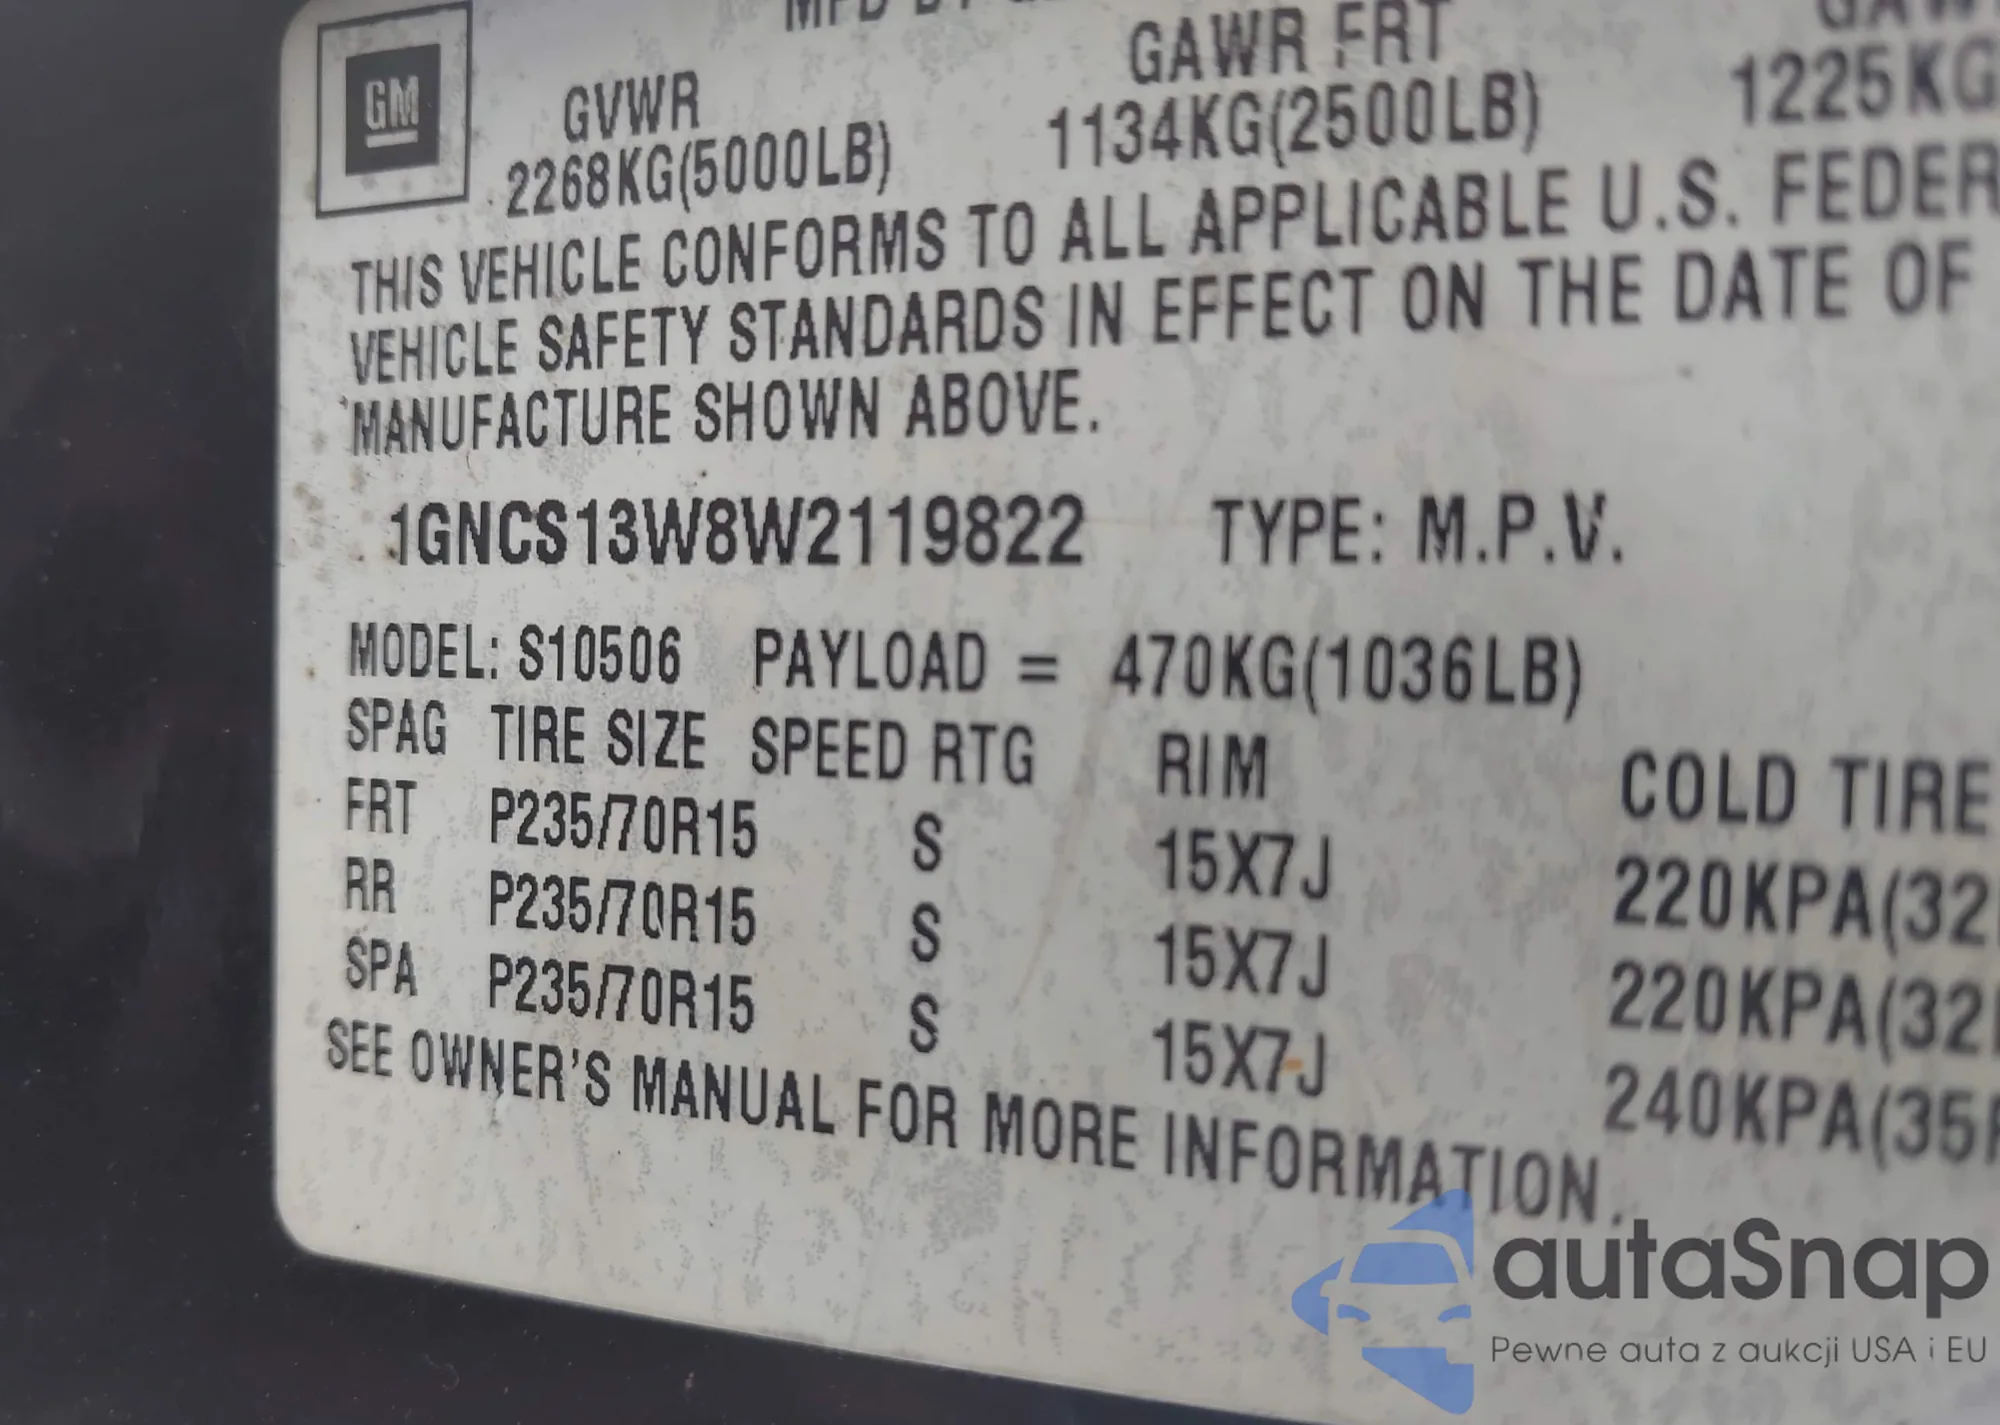 GM
GVWR
2268KG(5000LB)
GAWR FRT
1134KG(2500LB)
1225KG
THIS VEHICLE CONFORMS TO ALL APPLICABLE U.S. FEDER
VEHICLE SAFETY STANDARDS IN EFFECT ON THE DATE OF
MANUFACTURE SHOWN ABOVE.
1GNCS13W8W2119822 TYPE: M.P.V.
MODEL: S10506 PAYLOAD = 470KG(1036LB)
SPAG TIRE SIZE SPEED RTG RIM COLD TIRE
FRT P235/70R15 S 15X7J 220KPA(32
RR P235/70R15 S 15X7J 220KPA(32
SPA P235/70R15 S 15X7J 240KPA(35
SEE OWNER'S MANUAL FOR MORE INFORMATION.
autaSnap
Pewne auta z aukcji USA i EU